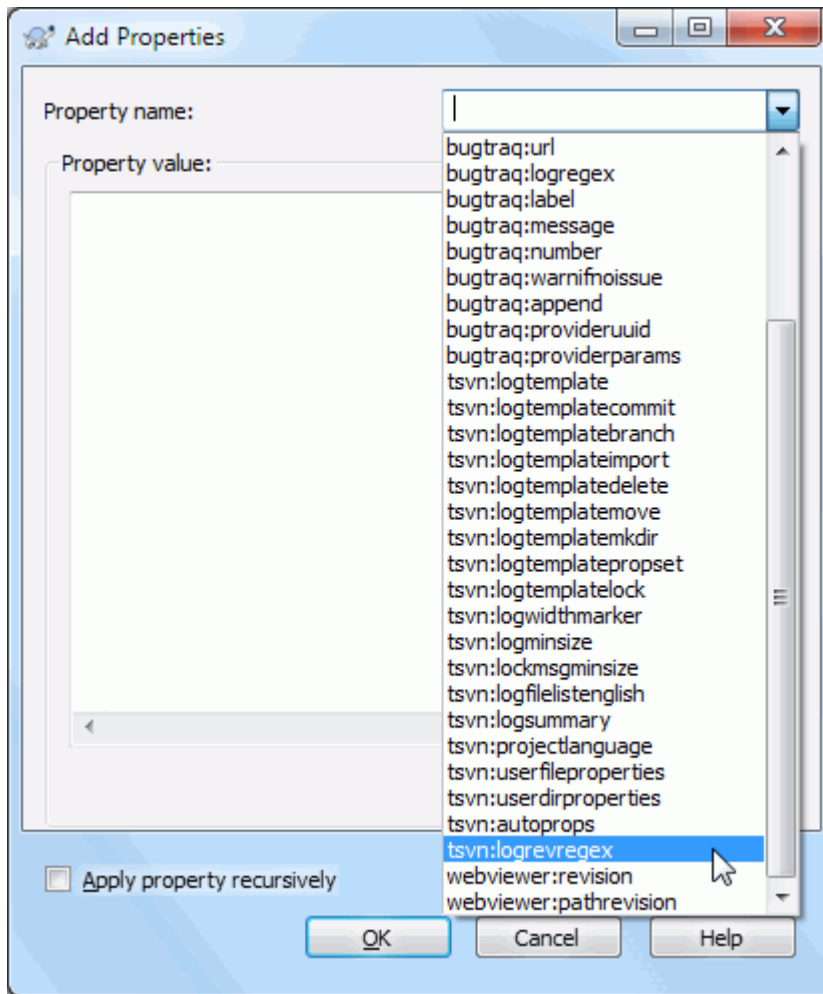 Add Properties
Property name:
Property value:
bugtraq:url
bugtraq:logregex
bugtraq:label
bugtraq:message
bugtraq:number
bugtraq:warnifnoissue
bugtraq:append
bugtraq:provideruuid
bugtraq:providerparams
tsvn:logtemplate
tsvn:logtemplatecommit
tsvn:logtemplatebranch
tsvn:logtemplateimport
tsvn:logtemplatedelete
tsvn:logtemplatemove
tsvn:logtemplatemkdir
tsvn:logtemplatepropset
tsvn:logtemplatelock
tsvn:logwidthmarker
tsvn:logminsize
tsvn:lockmsgminsize
tsvn:logfilelistenglish
tsvn:logsummary
tsvn:projectlanguage
tsvn:userfileproperties
tsvn:userdirproperties
tsvn:autoprops
tsvn:logrevregex
webviewer:revision
webviewer:pathrevision
Apply property recursively
OK Cancel Help